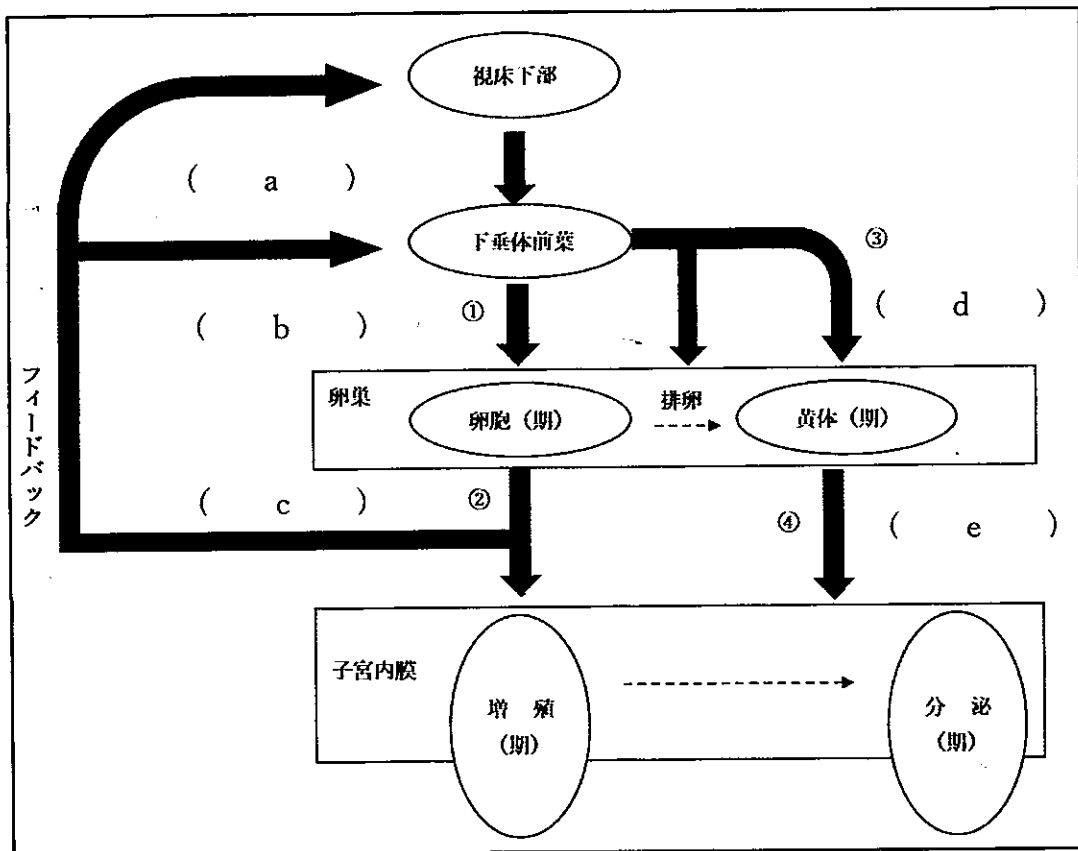 視床下部
( a )
下垂体前葉
③
( b )
①
( d )
フィードバック
卵巣
卵胞(期)
排卵
黄体(期)
( c )
②
④
( e )
子宮内膜
増 殖
(期)
分 泌
(期)